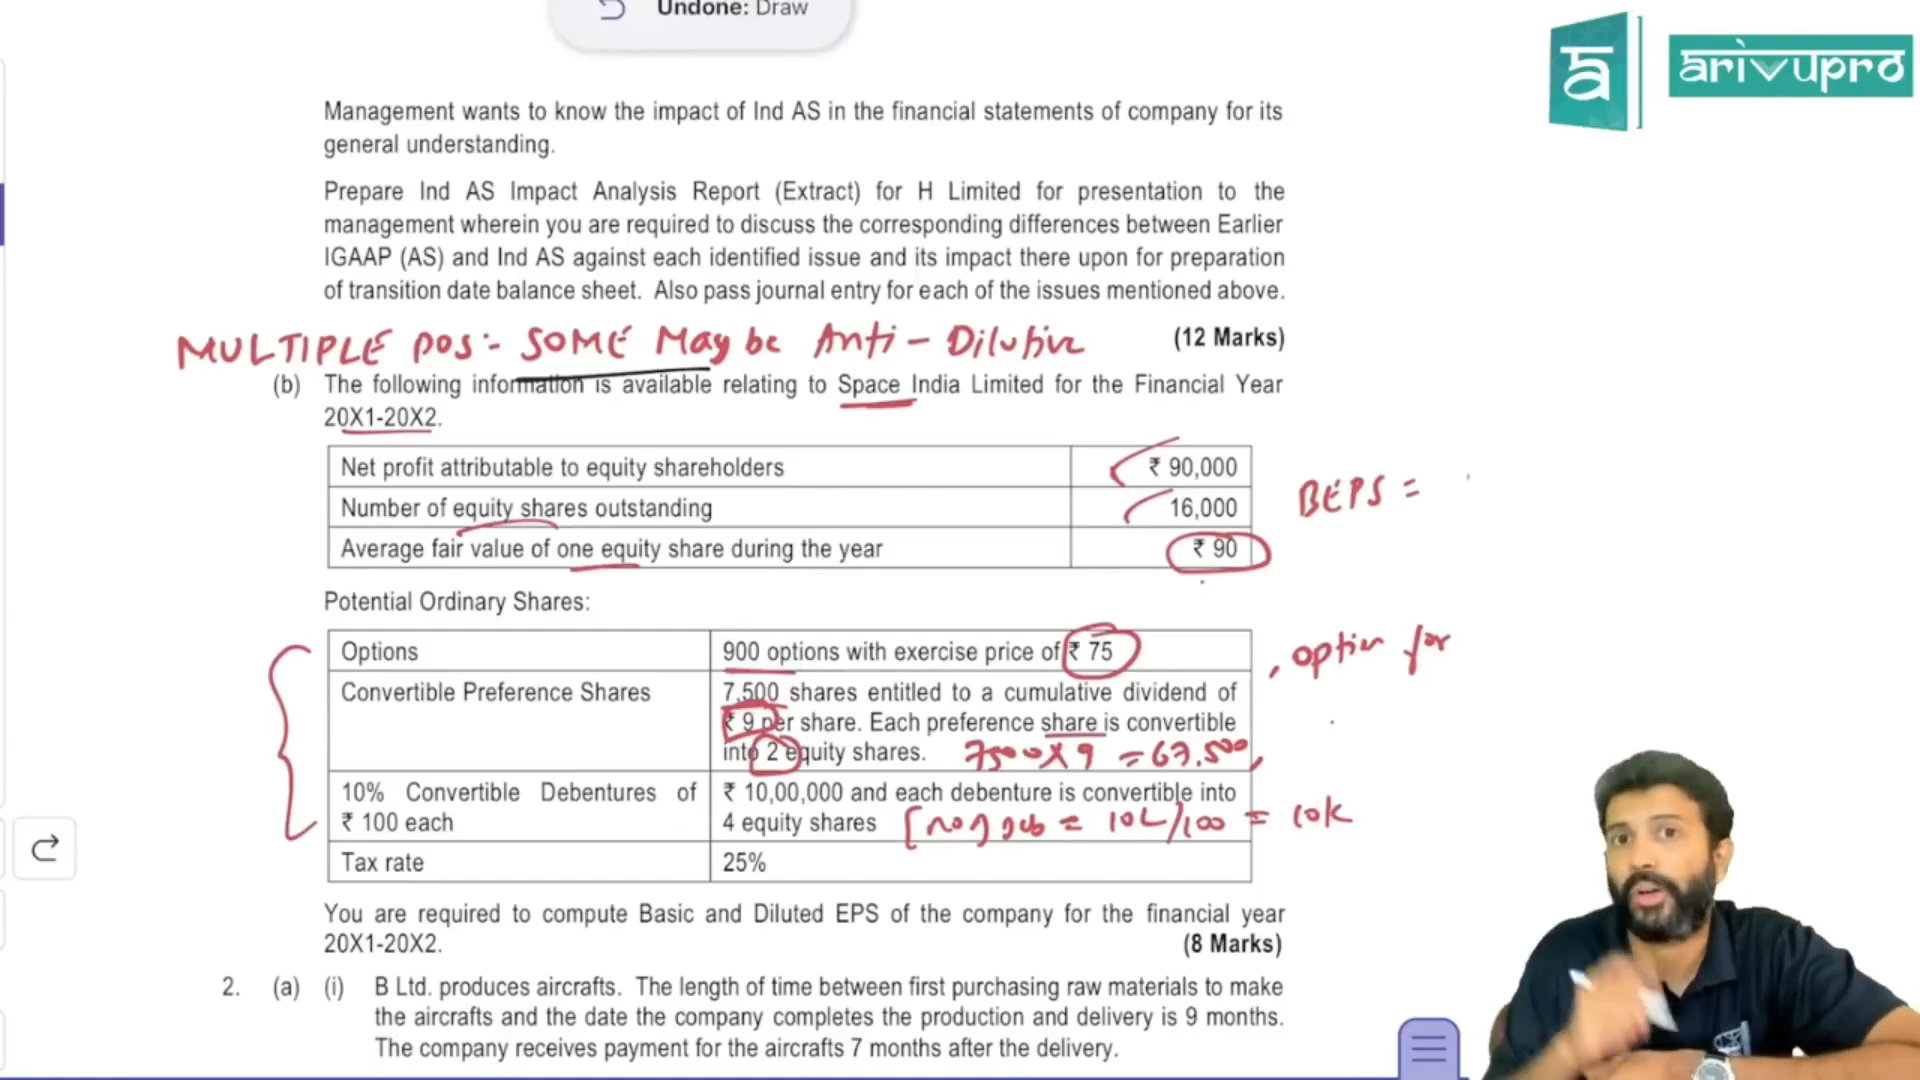 Undone: Draw
ā arivupro
Management wants to know the impact of Ind AS in the financial statements of company for its
general understanding.
Prepare Ind AS Impact Analysis Report (Extract) for H Limited for presentation to the
management wherein you are required to discuss the corresponding differences between Earlier
IGAAP (AS) and Ind AS against each identified issue and its impact there upon for preparation
of transition date balance sheet. Also pass journal entry for each of the issues mentioned above.
(12 Marks)
MULTIPLE POS:- SOME May be Anti-Dilutive
(b) The following information is available relating to Space India Limited for the Financial Year
20X1-20X2.
Net profit attributable to equity shareholders ₹ 90,000
Number of equity shares outstanding 16,000
BEPS =
Average fair value of one equity share during the year ₹ 90
Potential Ordinary Shares:
Options 900 options with exercise price of ₹ 75
, option for
Convertible Preference Shares 7,500 shares entitled to a cumulative dividend of
₹ 9 per share. Each preference share is convertible
into 2 equity shares. 7500 X 9 = 67,500,
10% Convertible Debentures of ₹ 10,00,000 and each debenture is convertible into
₹ 100 each 4 equity shares [no of deb = 10L/100 = 10K
Tax rate 25%
You are required to compute Basic and Diluted EPS of the company for the financial year
20X1-20X2. (8 Marks)
2. (a) (i) B Ltd. produces aircrafts. The length of time between first purchasing raw materials to make
the aircrafts and the date the company completes the production and delivery is 9 months.
The company receives payment for the aircrafts 7 months after the delivery.